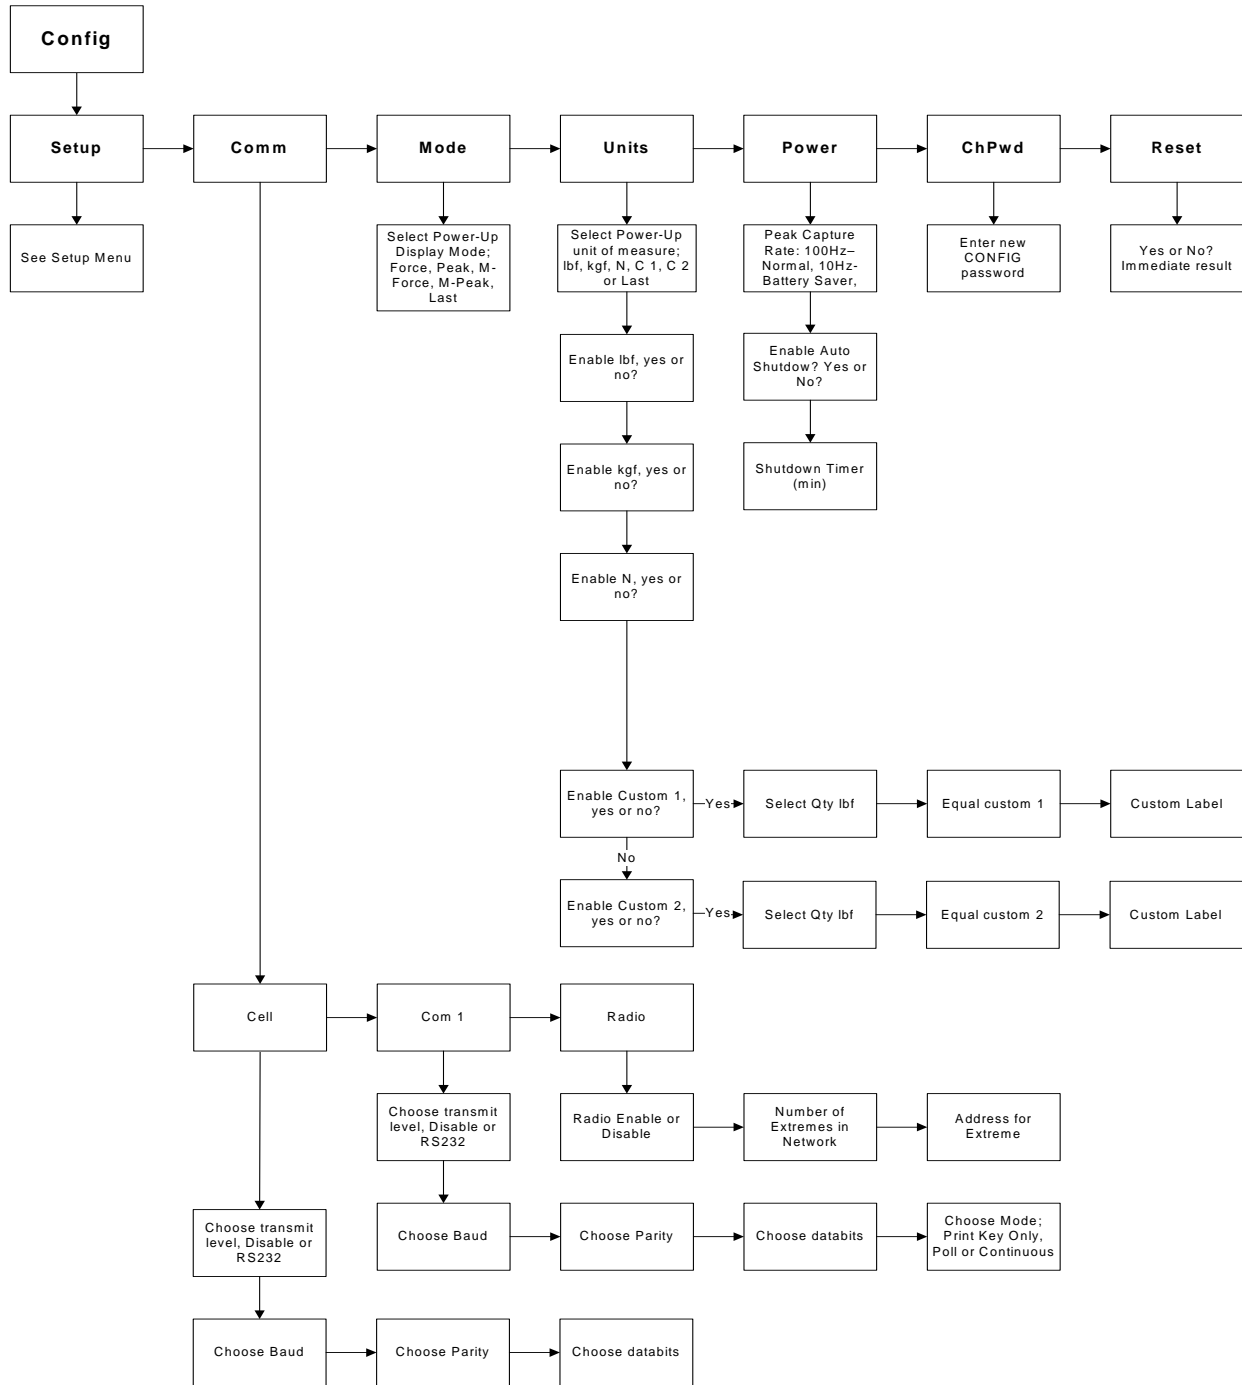 Config
Setup
Comm
Mode
Units
Power
ChPwd
Reset
See Setup Menu
Select Power-Up
Display Mode;
Force, Peak, M-
Force, M-Peak,
Last
Select Power-Up
unit of measure;
lbf, kgf, N, C 1, C 2
or Last
Peak Capture
Rate: 100Hz–
Normal, 10Hz-
Battery Saver,
Enter new
CONFIG
password
Yes or No?
Immediate result
Enable lbf, yes or
no?
Enable Auto
Shutdow? Yes or
No?
Enable kgf, yes or
no?
Shutdown Timer
(min)
Enable N, yes or
no?
Enable Custom 1,
yes or no?
Yes
Select Qty lbf
Equal custom 1
Custom Label
No
Enable Custom 2,
yes or no?
Yes
Select Qty lbf
Equal custom 2
Custom Label
Cell
Com 1
Radio
Choose transmit
level, Disable or
RS232
Radio Enable or
Disable
Number of
Extremes in
Network
Address for
Extreme
Choose transmit
level, Disable or
RS232
Choose Baud
Choose Parity
Choose databits
Choose Mode;
Print Key Only,
Poll or Continuous
Choose Baud
Choose Parity
Choose databits